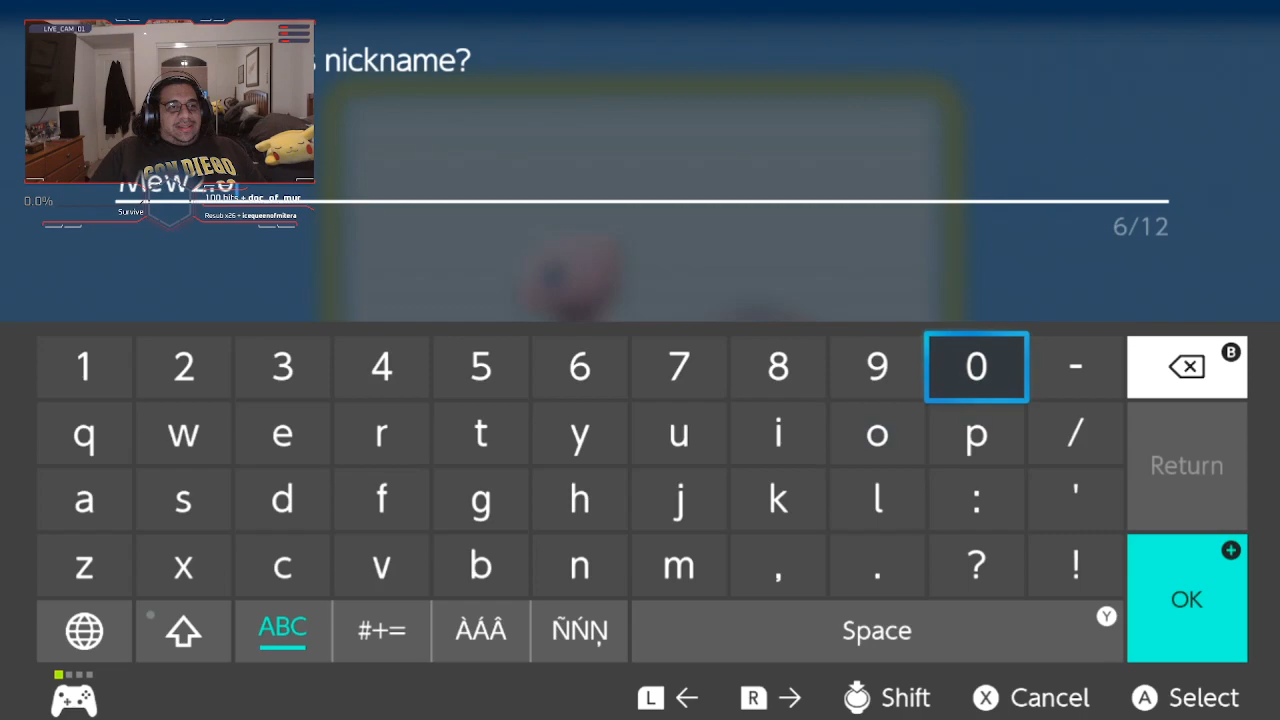 LIVE_CAM_01
nickname?
SAN DIEGO
Mew2.0
0.0%
Survive
100 bits + doc_of_mur
Resub x26 + icequeenofmitera
6/12
1 2 3 4 5 6 7 8 9 0 - B
q w e r t y u i o p /
Return
a s d f g h j k l : '
z x c v b n m , . ? ! +
OK
ABC #+= ÀÁÂ ÑŃŅ Space Y
L ← R → Shift X Cancel A Select